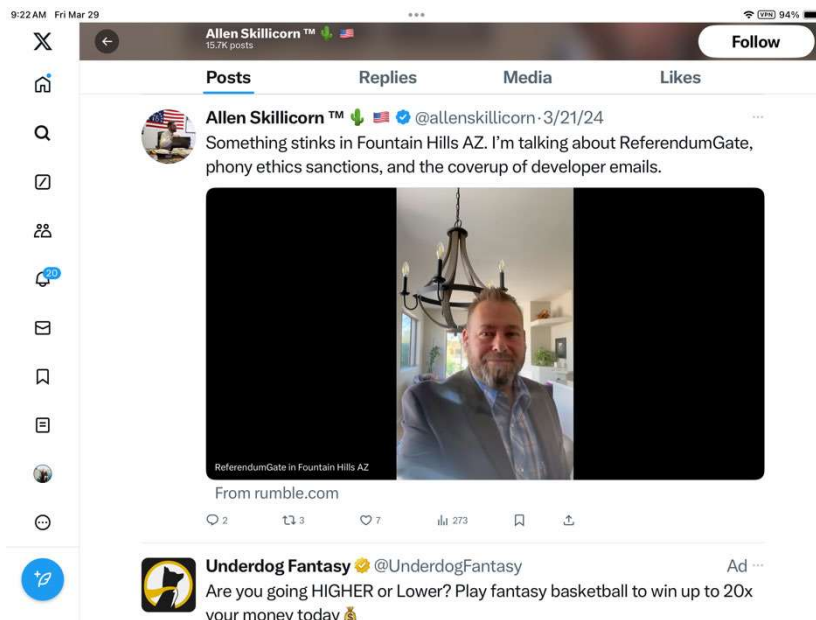 9:22 AM Fri Mar 29
VPN 94%
Allen Skillicorn ™ 🌵 🇺🇸
15.7K posts
Follow
Posts Replies Media Likes
Allen Skillicorn ™ 🌵 🇺🇸 @allenskillicorn · 3/21/24
Something stinks in Fountain Hills AZ. I’m talking about ReferendumGate,
phony ethics sanctions, and the coverup of developer emails.
20
ReferendumGate in Fountain Hills AZ
From rumble.com
2 3 7 273
Underdog Fantasy @UnderdogFantasy Ad
Are you going HIGHER or Lower? Play fantasy basketball to win up to 20x
your money today 💰